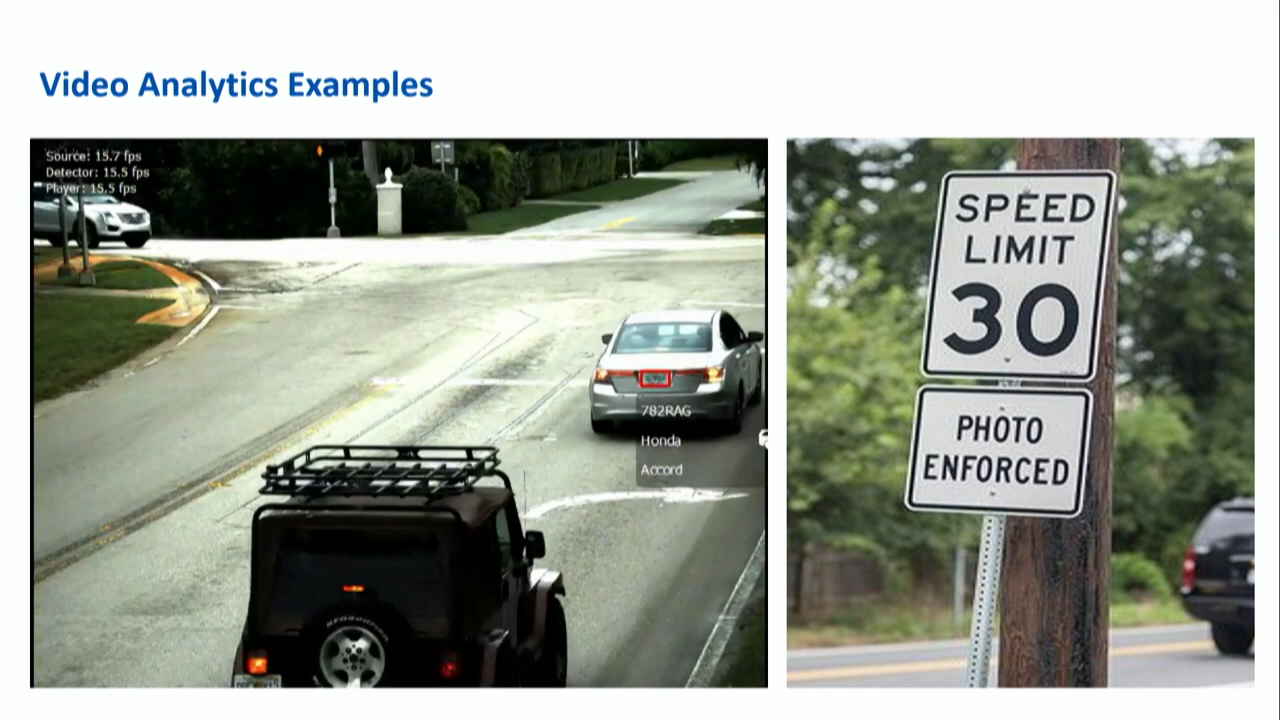 Video Analytics Examples
Source: 15.7 fps
Detector: 15.5 fps
Player: 15.5 fps
782RAG
Honda
Accord
SPEED
LIMIT
30
PHOTO
ENFORCED